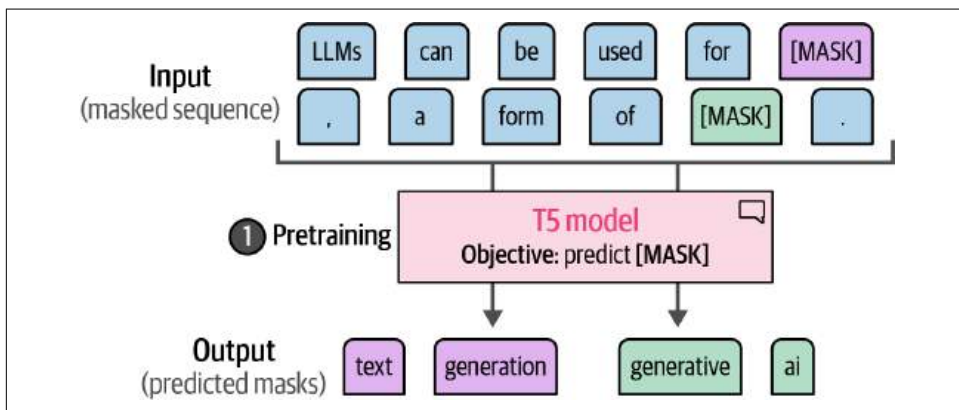 LLMs can be used for [MASK]
Input
(masked sequence)
, a form of [MASK] .
T5 model
1 Pretraining
Objective: predict [MASK]
Output
(predicted masks)
text generation generative ai